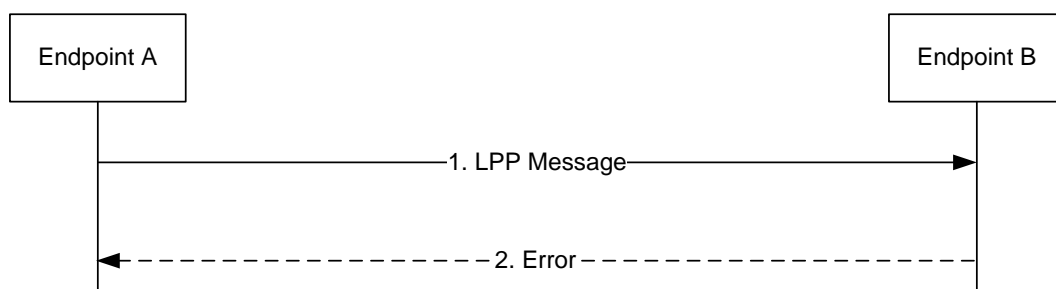 Endpoint A
Endpoint B
1. LPP Message
2. Error